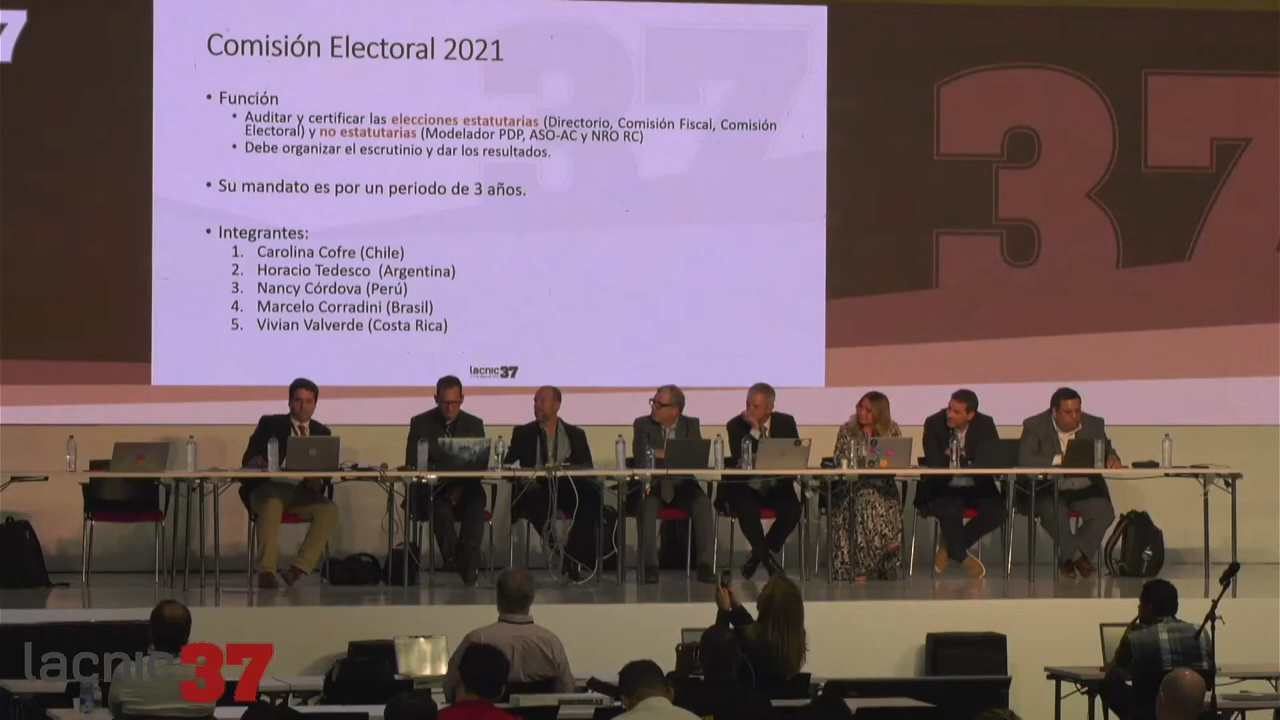 7
Comisión Electoral 2021
• Función
• Auditar y certificar las elecciones estatutarias (Directorio, Comisión Fiscal, Comisión
Electoral) y no estatutarias (Modelador PDP, ASO-AC y NRO RC)
• Debe organizar el escrutinio y dar los resultados.
• Su mandato es por un periodo de 3 años.
• Integrantes:
1. Carolina Cofre (Chile)
2. Horacio Tedesco (Argentina)
3. Nancy Córdova (Perú)
4. Marcelo Corradini (Brasil)
5. Vivian Valverde (Costa Rica)
lacnic37
37
lacnic37